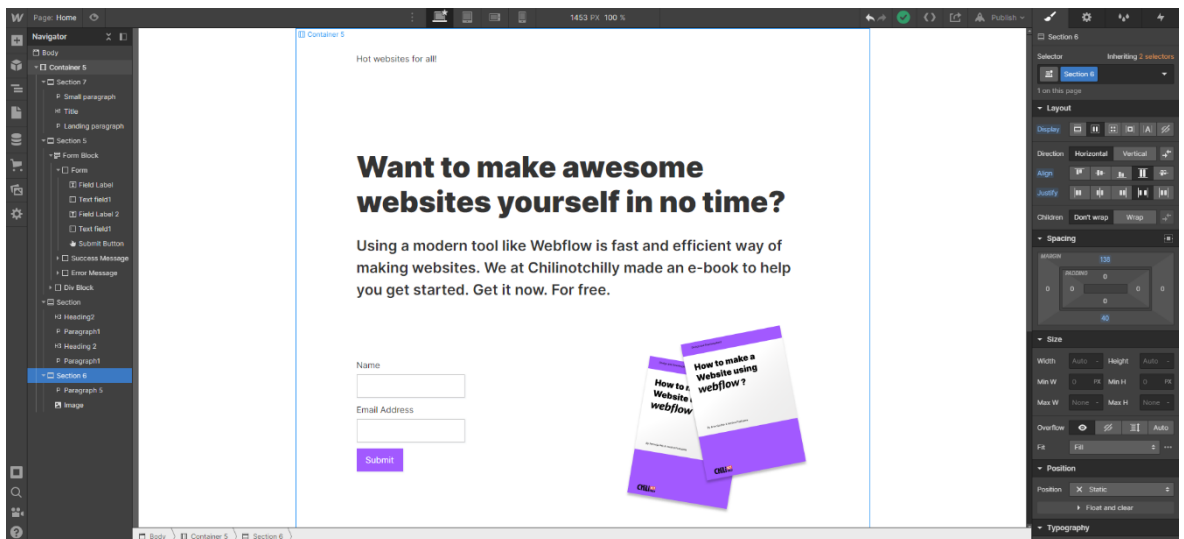 Page: Home
1453 PX 100 %
Publish
Navigator
Body
Container 5
Section 7
P Small paragraph
H1 Title
P Landing paragraph
Section 5
Form Block
Form
Field Label
Text field1
Field Label 2
Text field1
Submit Button
Success Message
Error Message
Div Block
Section
H3 Heading2
P Paragraph1
H3 Heading 2
P Paragraph1
Section 6
P Paragraph 5
Image
Container 5
Hot websites for all!
Want to make awesome
websites yourself in no time?
Using a modern tool like Webflow is fast and efficient way of
making websites. We at Chilinotchilly made an e-book to help
you get started. Get it now. For free.
Name
Email Address
Submit
How to make a
Website using
webflow ?
Website
webflow
Body
Container 5
Section 6
Section 6
Selector
Inheriting 2 selectors
Section 6
1 on this page
Layout
Display
Direction Horizontal Vertical
Align
Justify
Children Don't wrap Wrap
Spacing
MARGIN
138
PADDING
0
0 0 0 0
0
40
Size
Width Auto - Height Auto -
Min W 0 PX Min H 0 PX
Max W None - Max H None -
Overflow Auto
Fit Fill
Position
Position Static
Float and clear
Typography